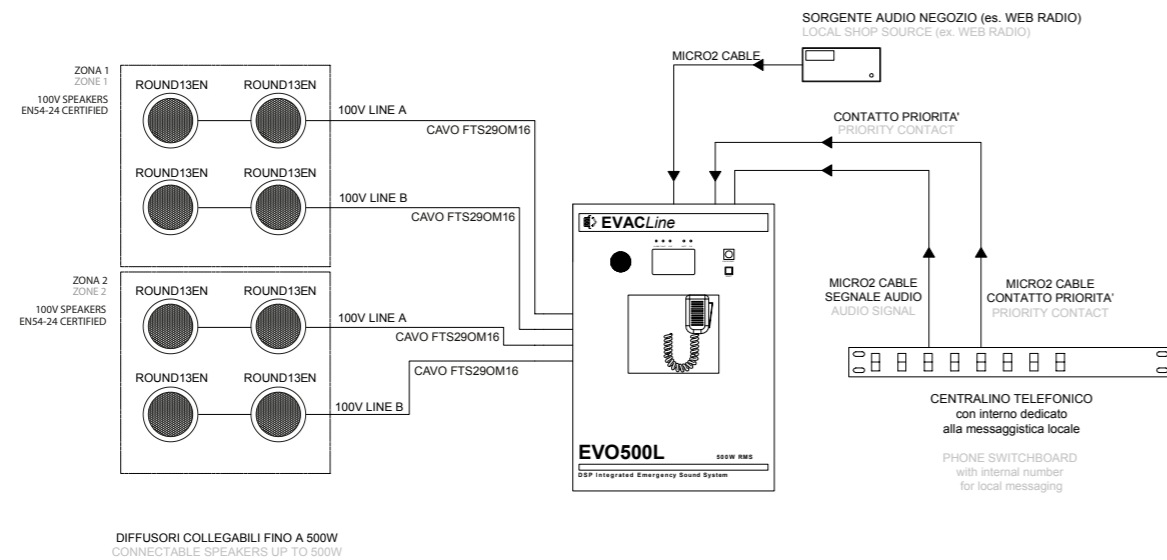 SORGENTE AUDIO NEGOZIO (es. WEB RADIO)
LOCAL SHOP SOURCE (ex. WEB RADIO)
MICRO2 CABLE
ZONA 1
ZONE 1
100V SPEAKERS
EN54-24 CERTIFIED
ROUND13EN
ROUND13EN
100V LINE A
CAVO FTS29OM16
ROUND13EN
ROUND13EN
100V LINE B
CAVO FTS29OM16
CONTATTO PRIORITA'
PRIORITY CONTACT
ZONA 2
ZONE 2
100V SPEAKERS
EN54-24 CERTIFIED
ROUND13EN
ROUND13EN
100V LINE A
CAVO FTS29OM16
ROUND13EN
ROUND13EN
CAVO FTS29OM16
100V LINE B
EVACLine
EVO500L
500W RMS
DSP Integrated Emergency Sound System
MICRO2 CABLE
SEGNALE AUDIO
AUDIO SIGNAL
MICRO2 CABLE
CONTATTO PRIORITA'
PRIORITY CONTACT
CENTRALINO TELEFONICO
con interno dedicato
alla messaggistica locale
PHONE SWITCHBOARD
with internal number
for local messaging
DIFFUSORI COLLEGABILI FINO A 500W
CONNECTABLE SPEAKERS UP TO 500W